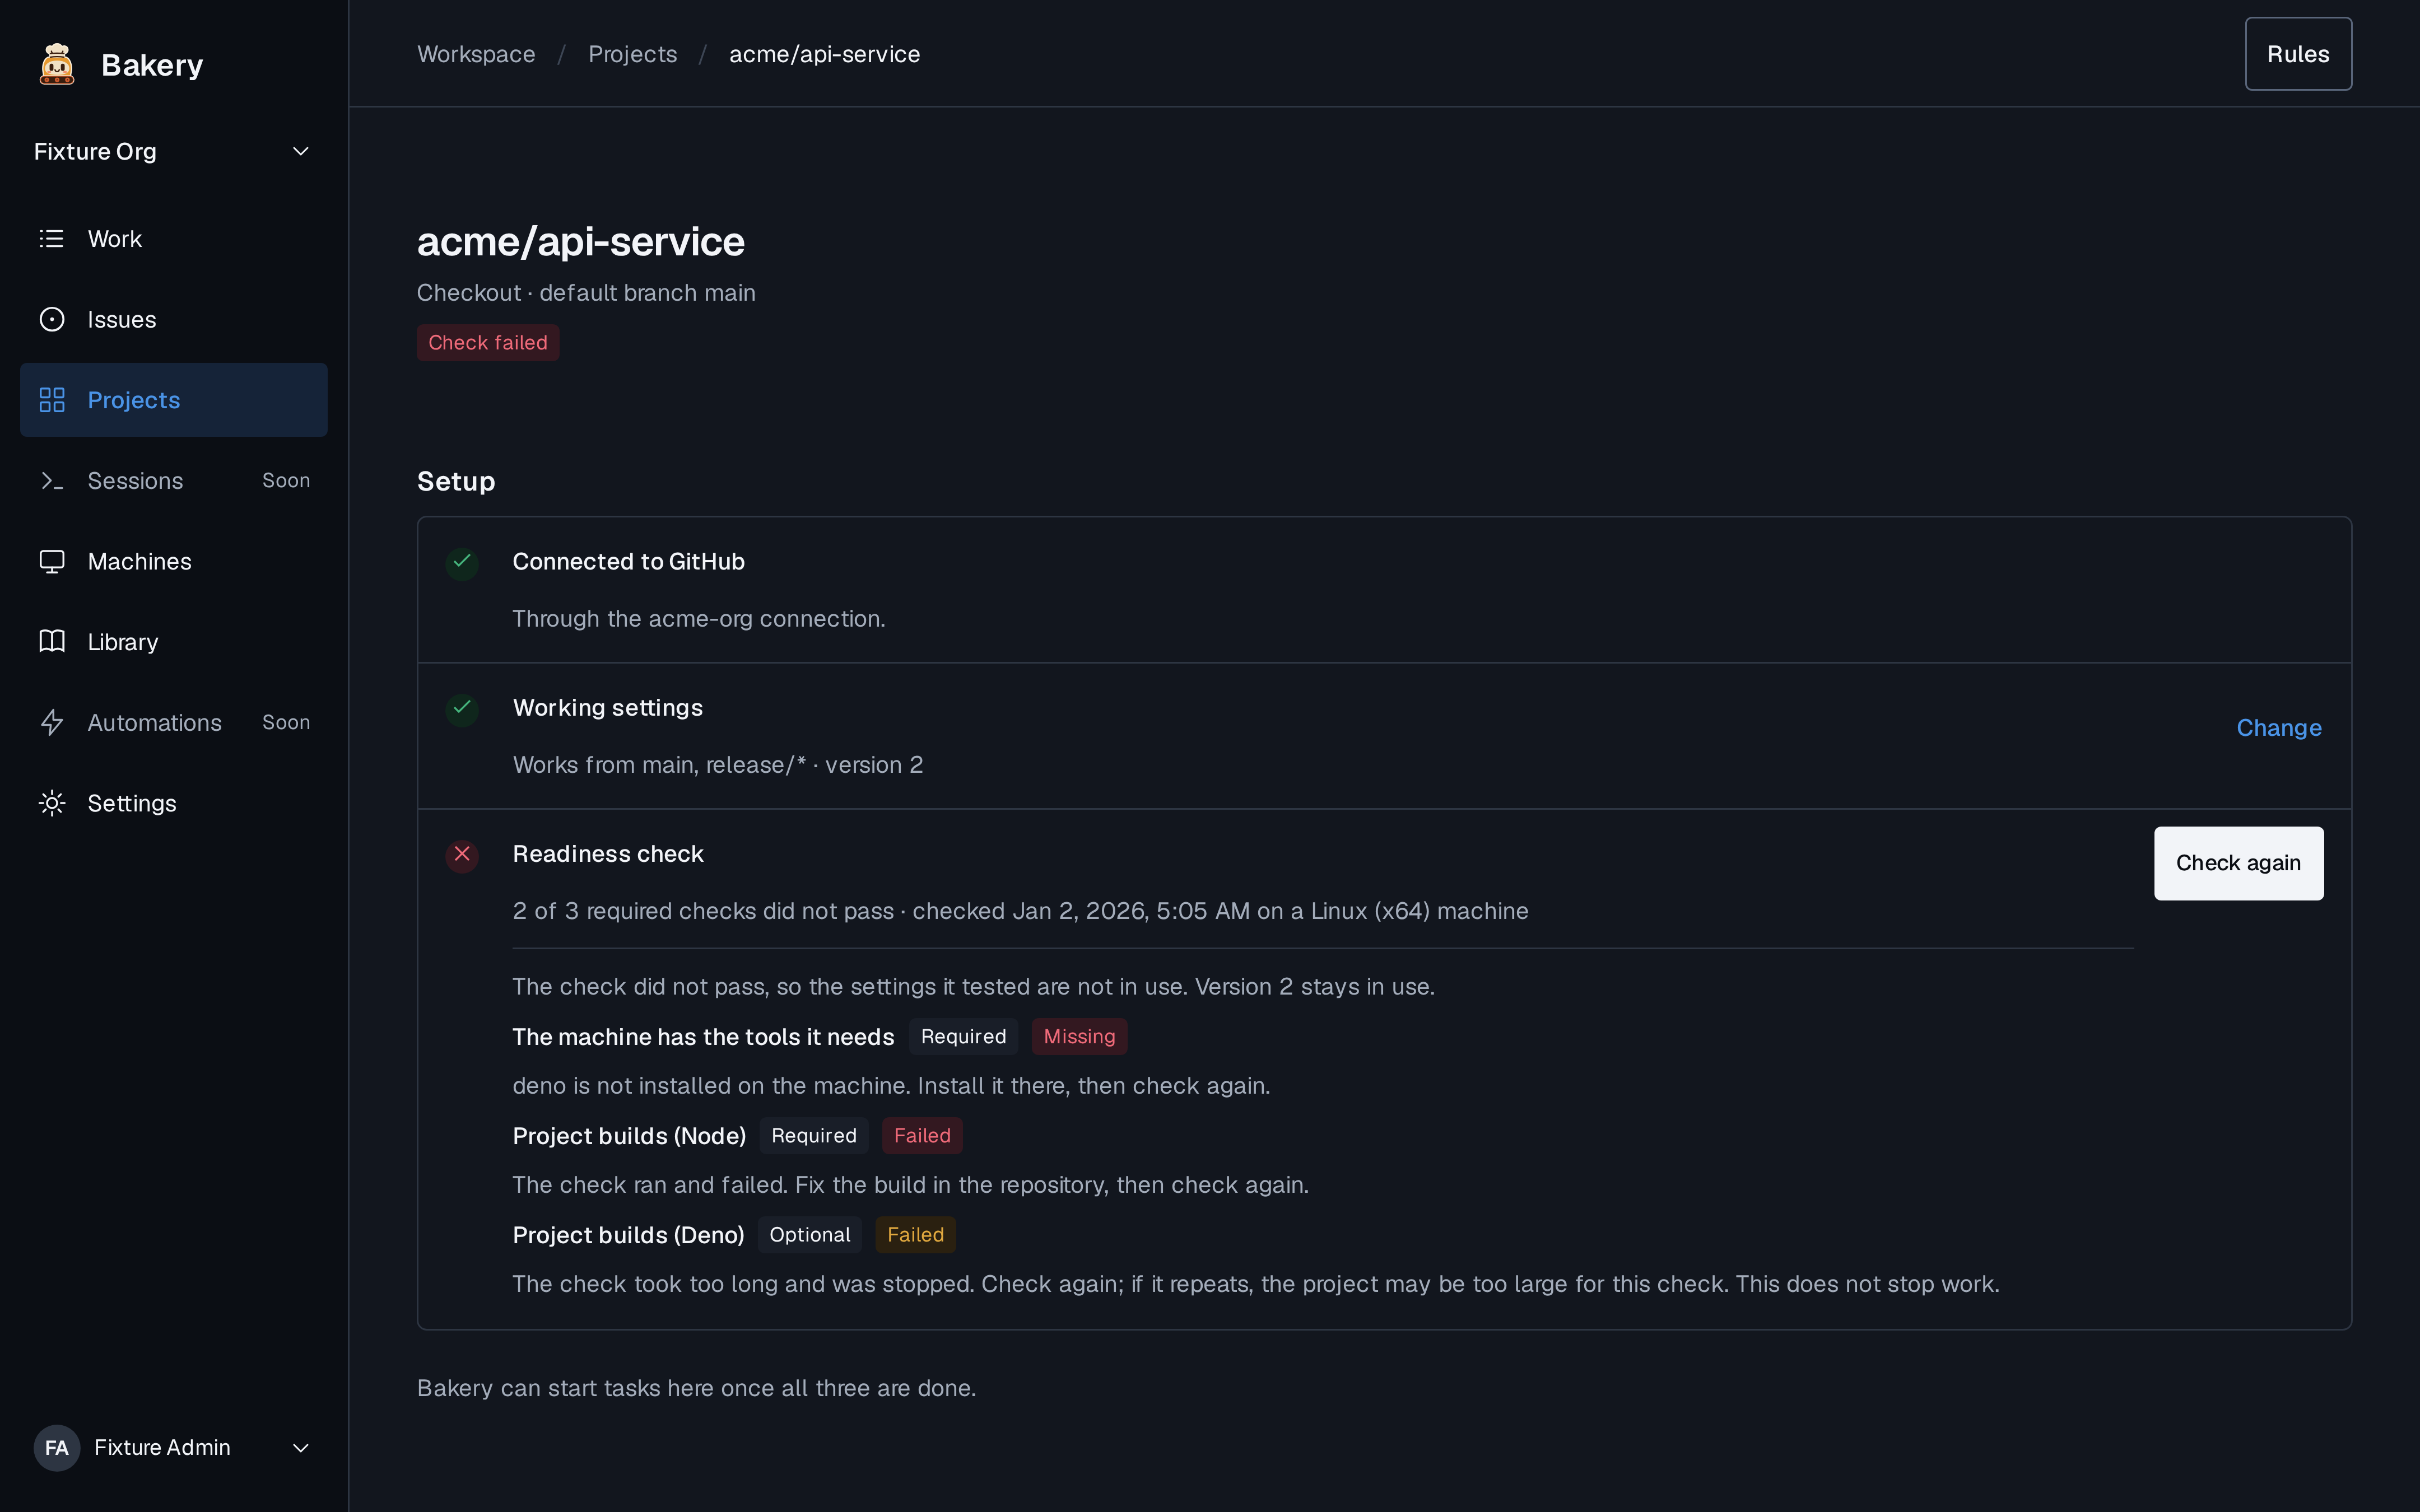 Bakery
Fixture Org
Work
Issues
Projects
Sessions Soon
Machines
Library
Automations Soon
Settings
FA Fixture Admin
Workspace / Projects / acme/api-service
Rules
acme/api-service
Checkout · default branch main
Check failed
Setup
Connected to GitHub
Through the acme-org connection.
Working settings
Works from main, release/* · version 2
Change
Readiness check
2 of 3 required checks did not pass · checked Jan 2, 2026, 5:05 AM on a Linux (x64) machine
Check again
The check did not pass, so the settings it tested are not in use. Version 2 stays in use.
The machine has the tools it needs Required Missing
deno is not installed on the machine. Install it there, then check again.
Project builds (Node) Required Failed
The check ran and failed. Fix the build in the repository, then check again.
Project builds (Deno) Optional Failed
The check took too long and was stopped. Check again; if it repeats, the project may be too large for this check. This does not stop work.
Bakery can start tasks here once all three are done.